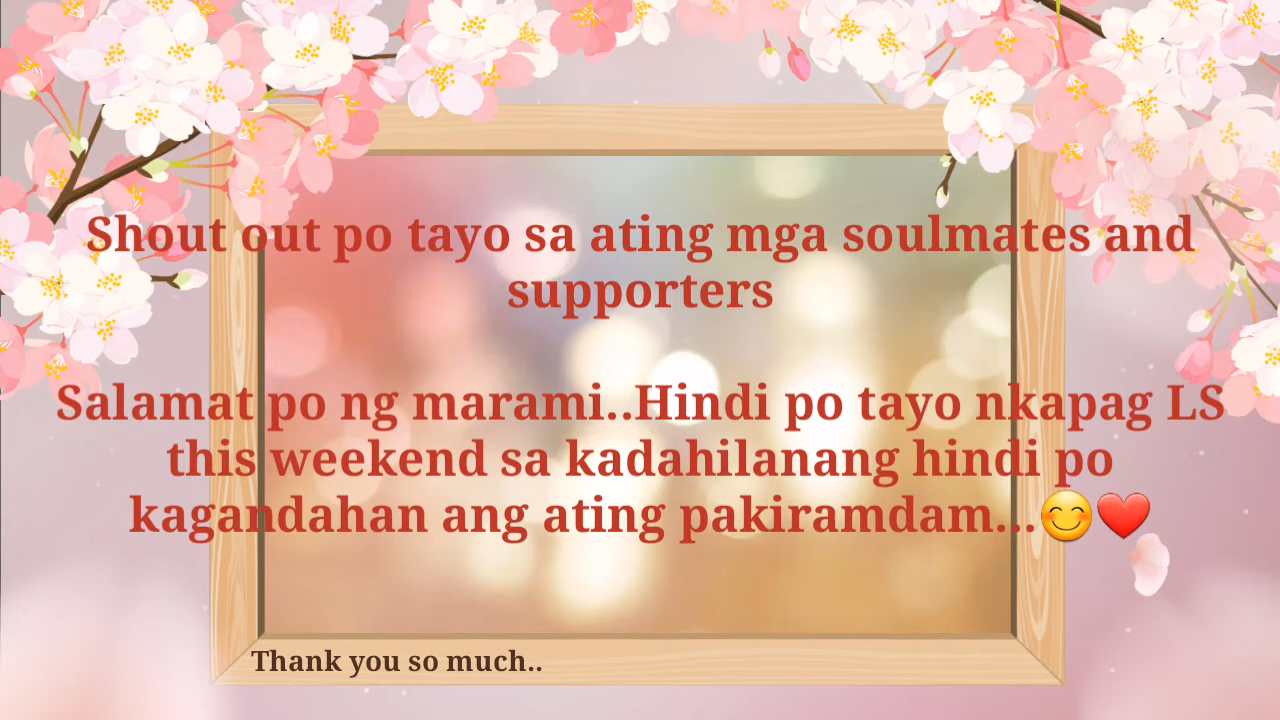 Shout out po tayo sa ating mga soulmates and
supporters
Salamat po ng marami..Hindi po tayo nkapag LS
this weekend sa kadahilanang hindi po
kagandahan ang ating pakiramdam...😊❤️
Thank you so much..